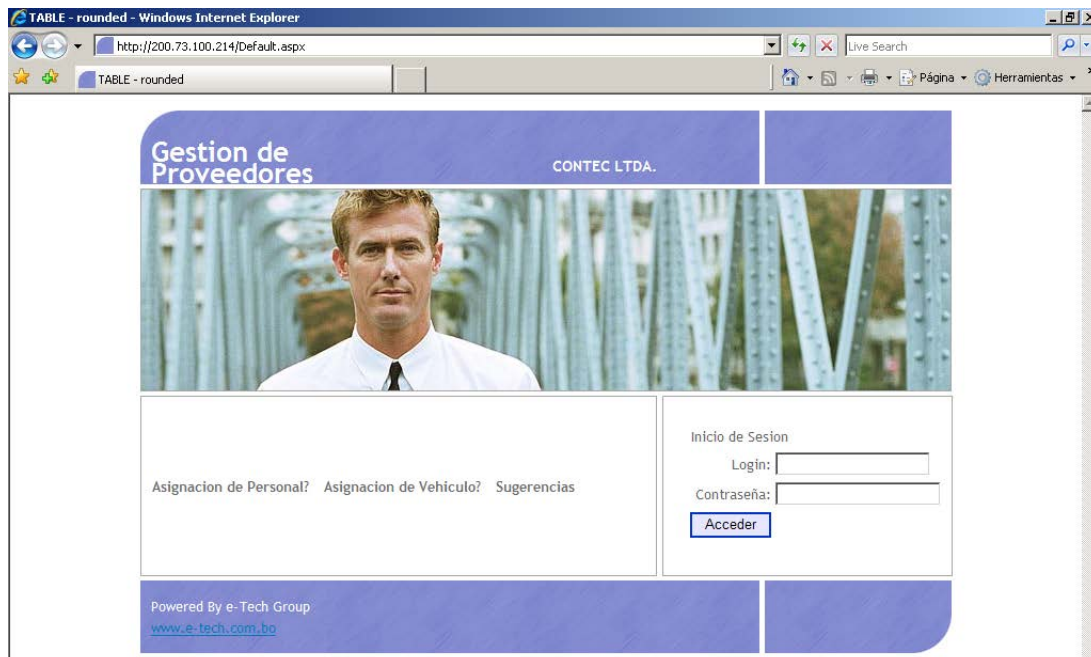 TABLE - rounded - Windows Internet Explorer
http://200.73.100.214/Default.aspx
Live Search
TABLE - rounded
Página
Herramientas
Gestion de
Proveedores
CONTEC LTDA.
Asignacion de Personal? Asignacion de Vehiculo? Sugerencias
Inicio de Sesion
Login:
Contraseña:
Acceder
Powered By e-Tech Group
www.e-tech.com.bo